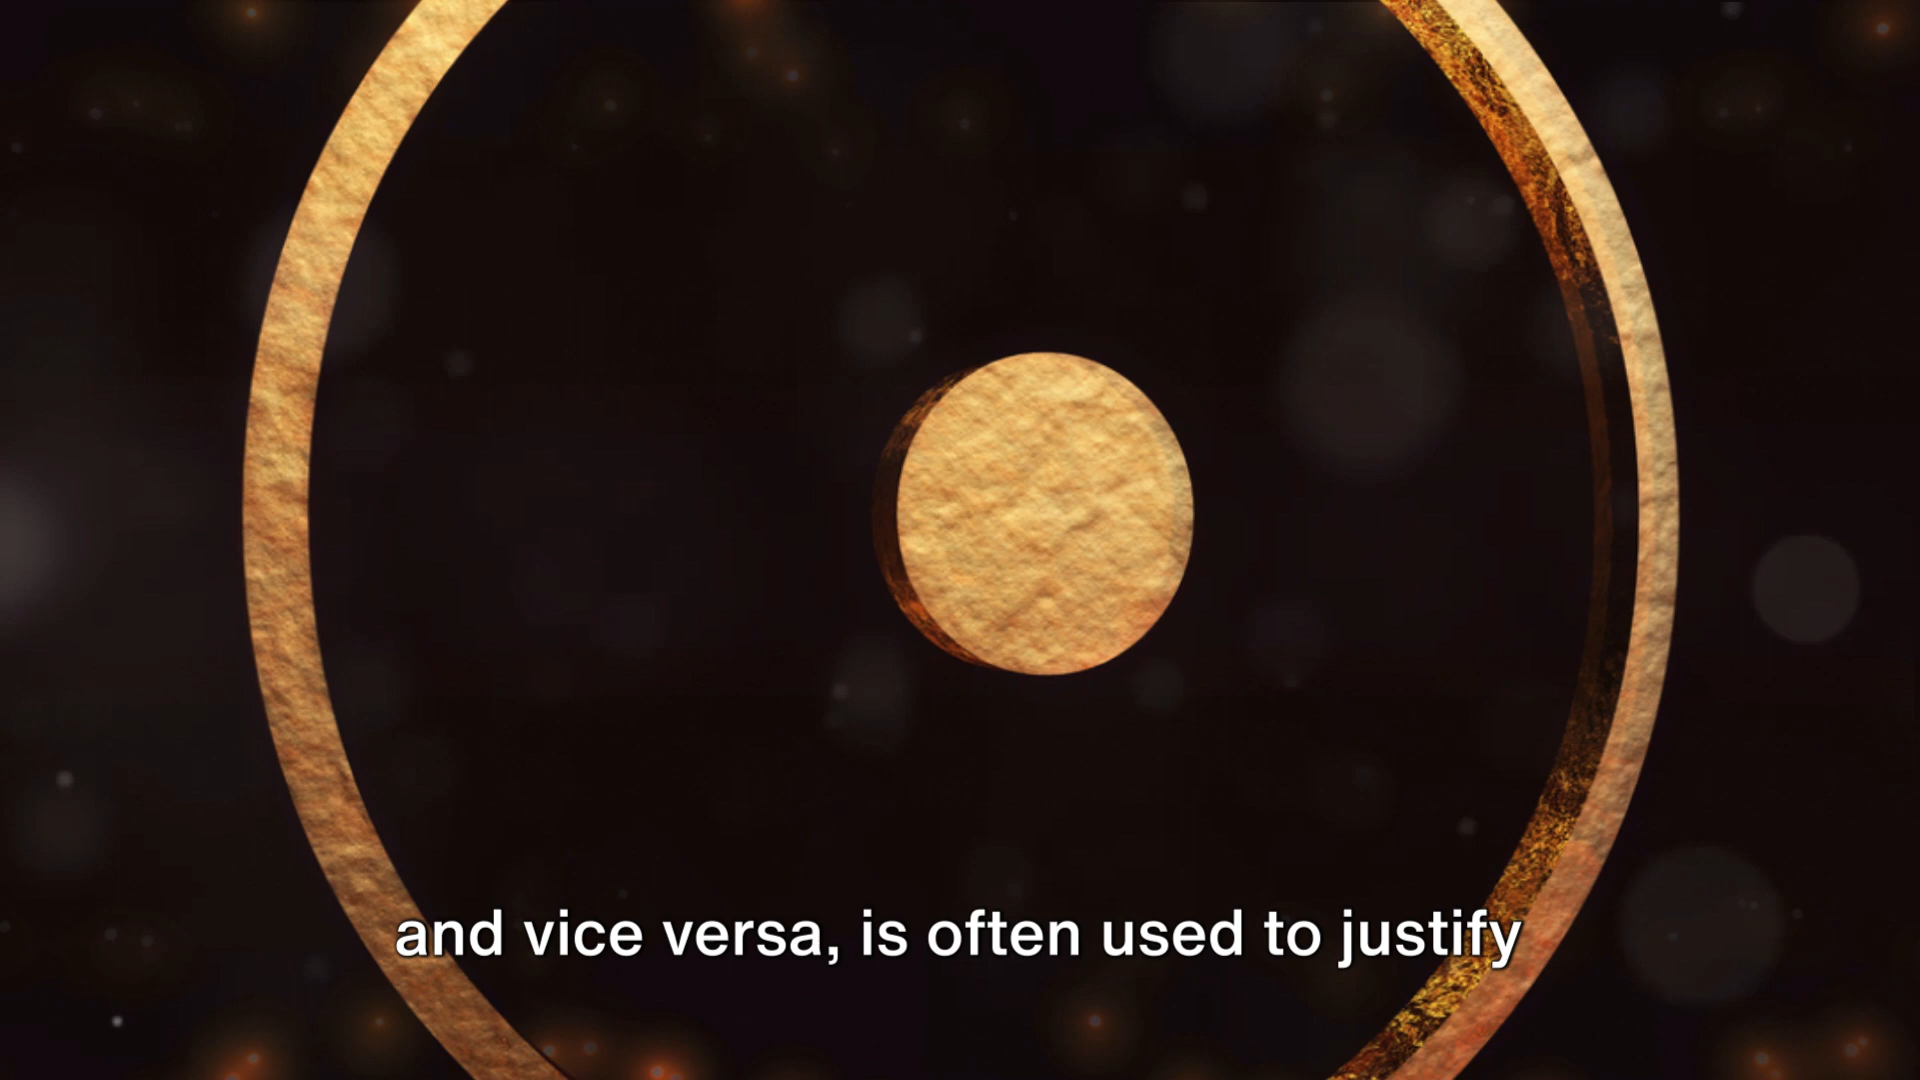 and vice versa, is often used to justify